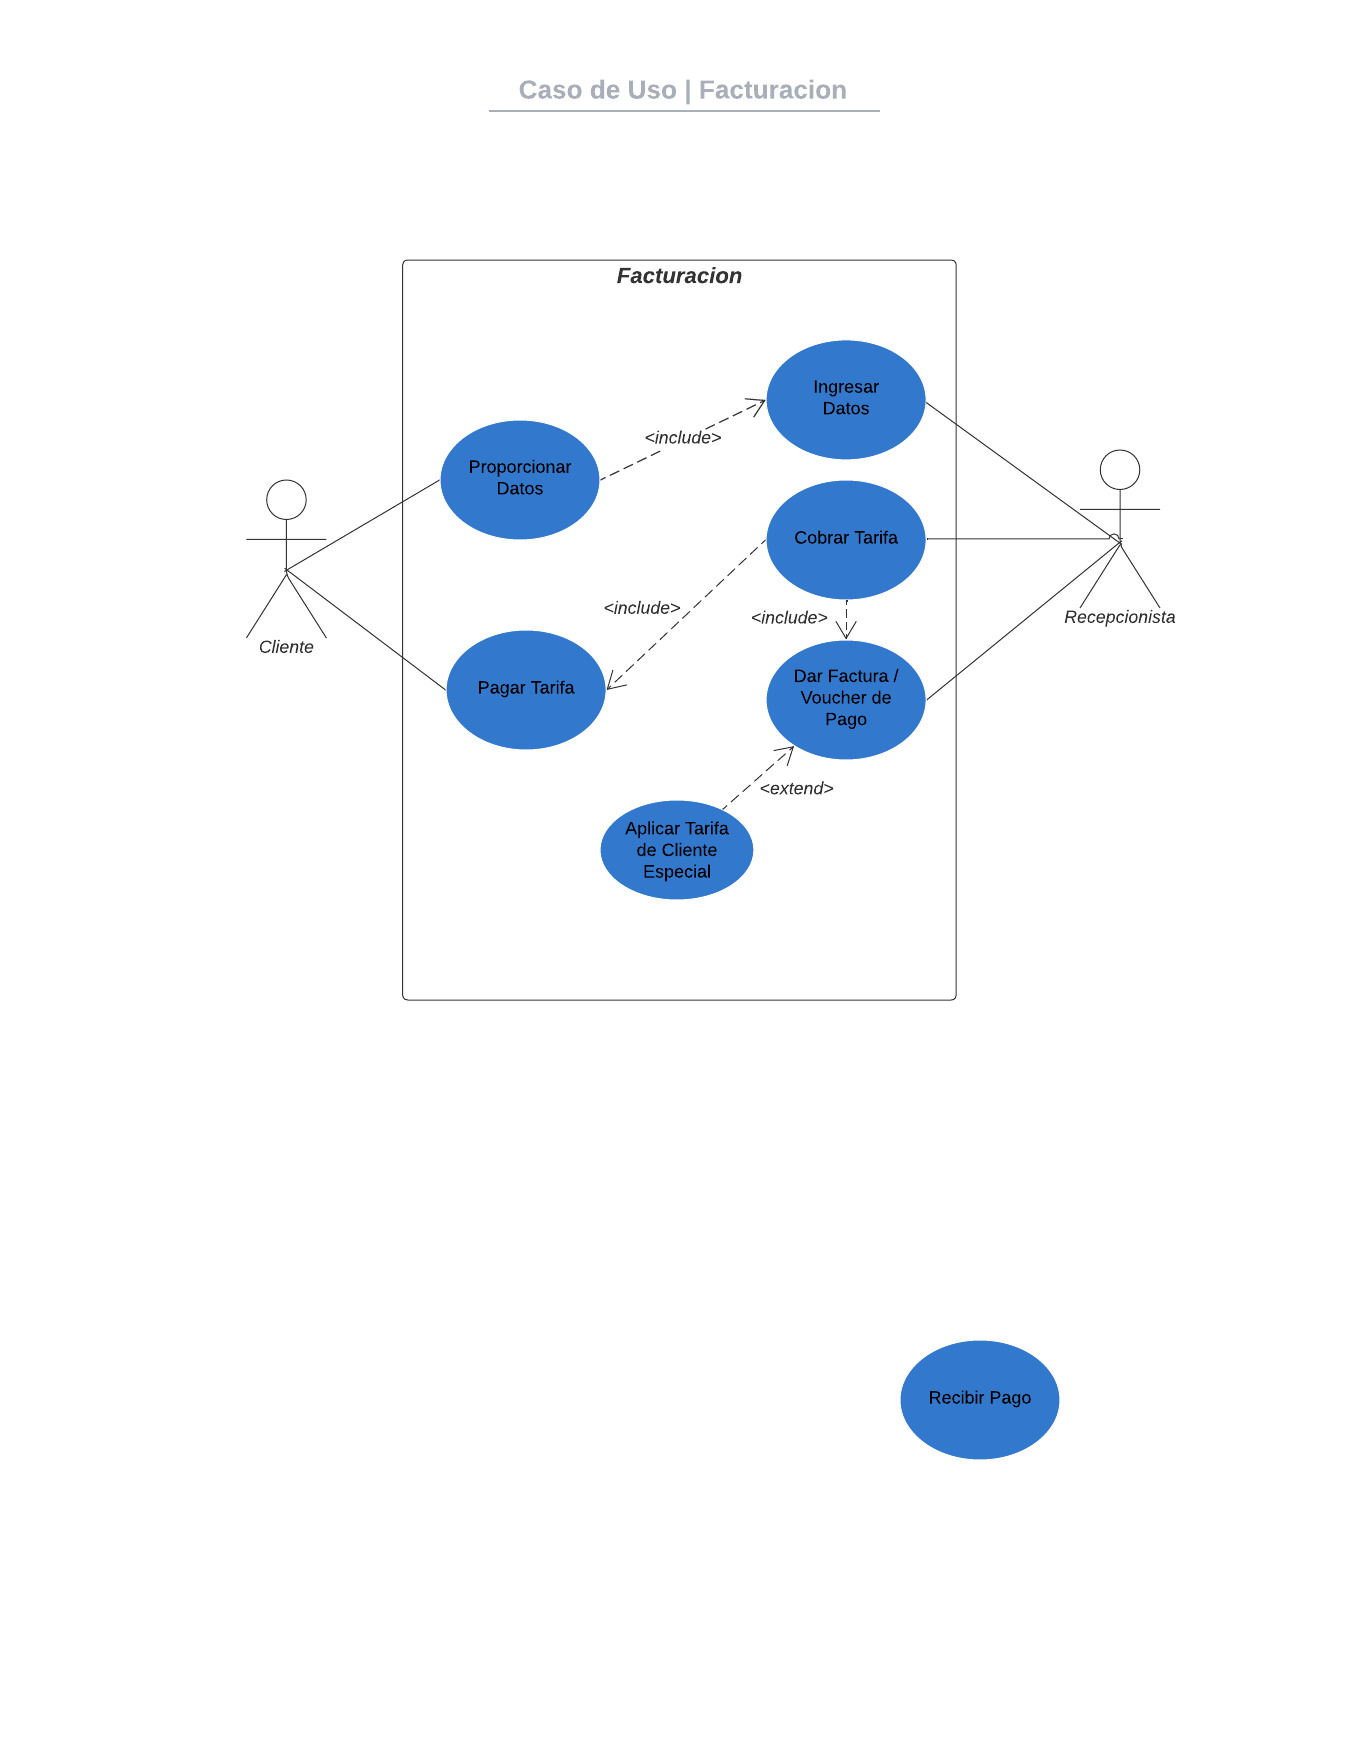 Caso de Uso | Facturacion
Facturacion
Ingresar
Datos
<include>
Proporcionar
Datos
Cobrar Tarifa
<include>
<include>
Recepcionista
Cliente
Pagar Tarifa
Dar Factura /
Voucher de
Pago
<extend>
Aplicar Tarifa
de Cliente
Especial
Recibir Pago